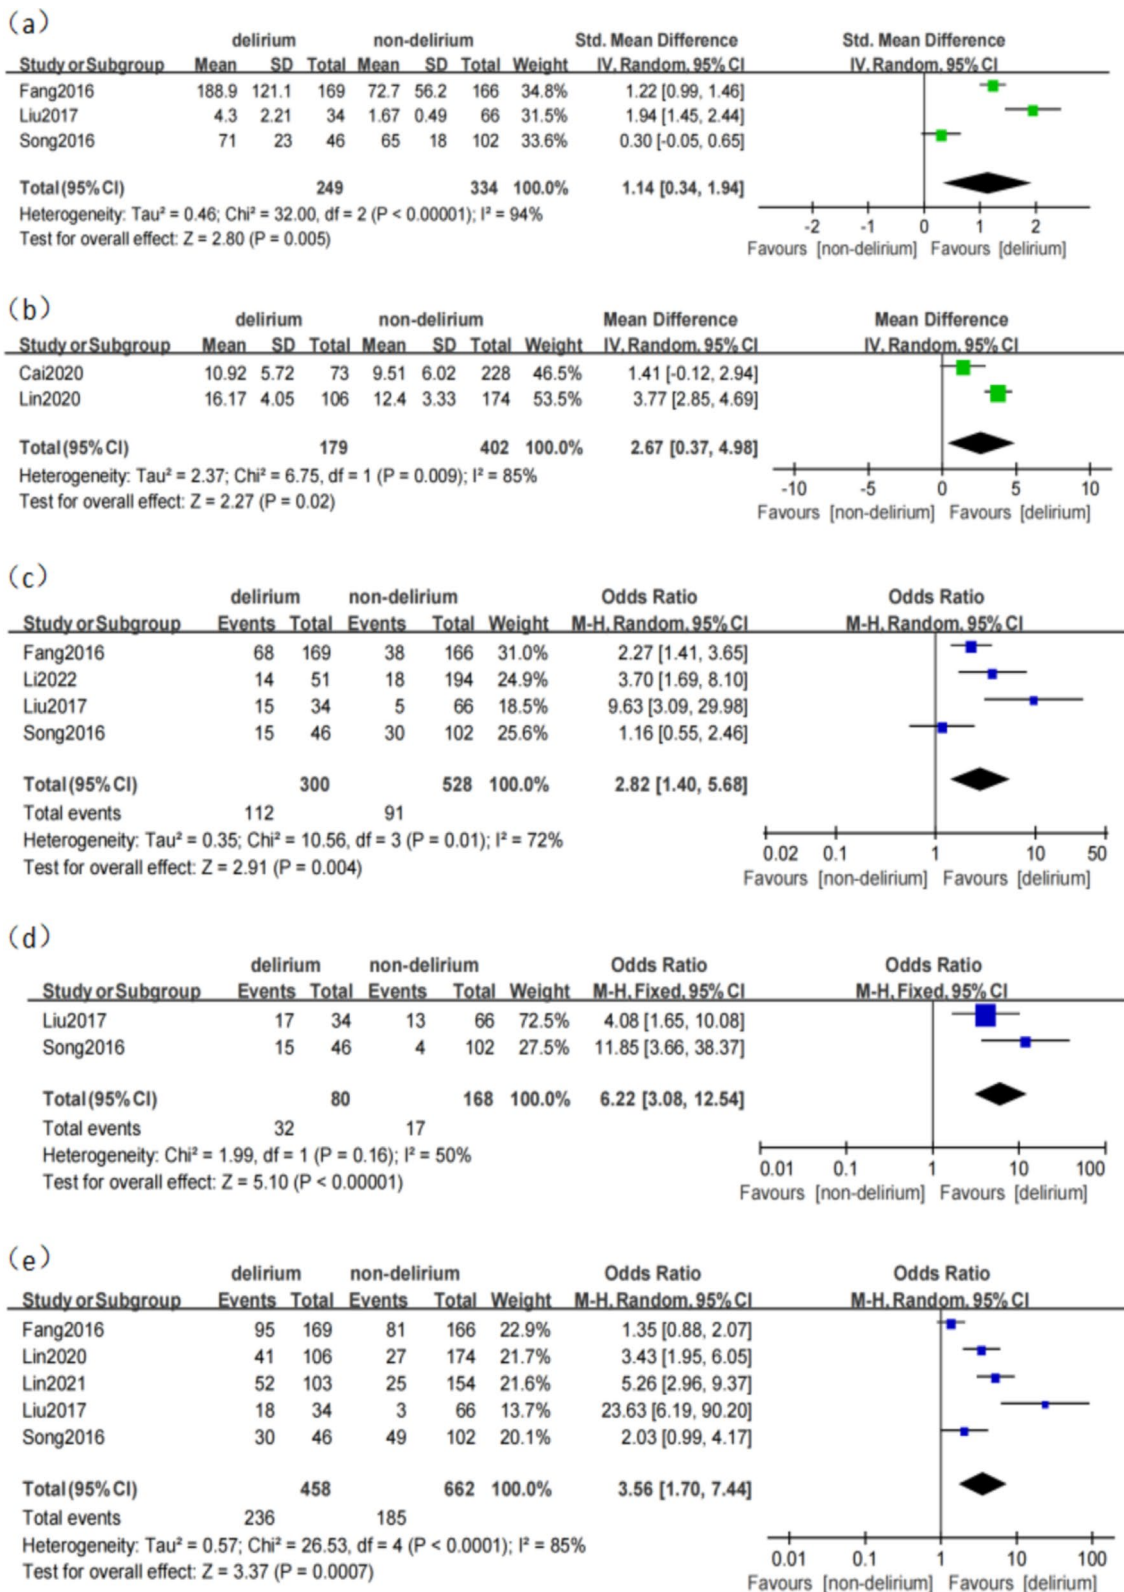 (a)
delirium non-delirium Std. Mean Difference Std. Mean Difference
Study or Subgroup Mean SD Total Mean SD Total Weight IV, Random, 95% CI IV, Random, 95% CI
Fang2016 188.9 121.1 169 72.7 56.2 166 34.8% 1.22 [0.99, 1.46]
Liu2017 4.3 2.21 34 1.67 0.49 66 31.5% 1.94 [1.45, 2.44]
Song2016 71 23 46 65 18 102 33.6% 0.30 [-0.05, 0.65]
Total (95% CI) 249 334 100.0% 1.14 [0.34, 1.94]
Heterogeneity: Tau² = 0.46; Chi² = 32.00, df = 2 (P < 0.00001); I² = 94%
Test for overall effect: Z = 2.80 (P = 0.005)
-2 -1 0 1 2
Favours [non-delirium] Favours [delirium]
(b)
delirium non-delirium Mean Difference Mean Difference
Study or Subgroup Mean SD Total Mean SD Total Weight IV, Random, 95% CI IV, Random, 95% CI
Cai2020 10.92 5.72 73 9.51 6.02 228 46.5% 1.41 [-0.12, 2.94]
Lin2020 16.17 4.05 106 12.4 3.33 174 53.5% 3.77 [2.85, 4.69]
Total (95% CI) 179 402 100.0% 2.67 [0.37, 4.98]
Heterogeneity: Tau² = 2.37; Chi² = 6.75, df = 1 (P = 0.009); I² = 85%
Test for overall effect: Z = 2.27 (P = 0.02)
-10 -5 0 5 10
Favours [non-delirium] Favours [delirium]
(c)
delirium non-delirium Odds Ratio Odds Ratio
Study or Subgroup Events Total Events Total Weight M-H, Random, 95% CI M-H, Random, 95% CI
Fang2016 68 169 38 166 31.0% 2.27 [1.41, 3.65]
Li2022 14 51 18 194 24.9% 3.70 [1.69, 8.10]
Liu2017 15 34 5 66 18.5% 9.63 [3.09, 29.98]
Song2016 15 46 30 102 25.6% 1.16 [0.55, 2.46]
Total (95% CI) 300 528 100.0% 2.82 [1.40, 5.68]
Total events 112 91
Heterogeneity: Tau² = 0.35; Chi² = 10.56, df = 3 (P = 0.01); I² = 72%
Test for overall effect: Z = 2.91 (P = 0.004)
0.02 0.1 1 10 50
Favours [non-delirium] Favours [delirium]
(d)
delirium non-delirium Odds Ratio Odds Ratio
Study or Subgroup Events Total Events Total Weight M-H, Fixed, 95% CI M-H, Fixed, 95% CI
Liu2017 17 34 13 66 72.5% 4.08 [1.65, 10.08]
Song2016 15 46 4 102 27.5% 11.85 [3.66, 38.37]
Total (95% CI) 80 168 100.0% 6.22 [3.08, 12.54]
Total events 32 17
Heterogeneity: Chi² = 1.99, df = 1 (P = 0.16); I² = 50%
Test for overall effect: Z = 5.10 (P < 0.00001)
0.01 0.1 1 10 100
Favours [non-delirium] Favours [delirium]
(e)
delirium non-delirium Odds Ratio Odds Ratio
Study or Subgroup Events Total Events Total Weight M-H, Random, 95% CI M-H, Random, 95% CI
Fang2016 95 169 81 166 22.9% 1.35 [0.88, 2.07]
Lin2020 41 106 27 174 21.7% 3.43 [1.95, 6.05]
Lin2021 52 103 25 154 21.6% 5.26 [2.96, 9.37]
Liu2017 18 34 3 66 13.7% 23.63 [6.19, 90.20]
Song2016 30 46 49 102 20.1% 2.03 [0.99, 4.17]
Total (95% CI) 458 662 100.0% 3.56 [1.70, 7.44]
Total events 236 185
Heterogeneity: Tau² = 0.57; Chi² = 26.53, df = 4 (P < 0.0001); I² = 85%
Test for overall effect: Z = 3.37 (P = 0.0007)
0.01 0.1 1 10 100
Favours [non-delirium] Favours [delirium]